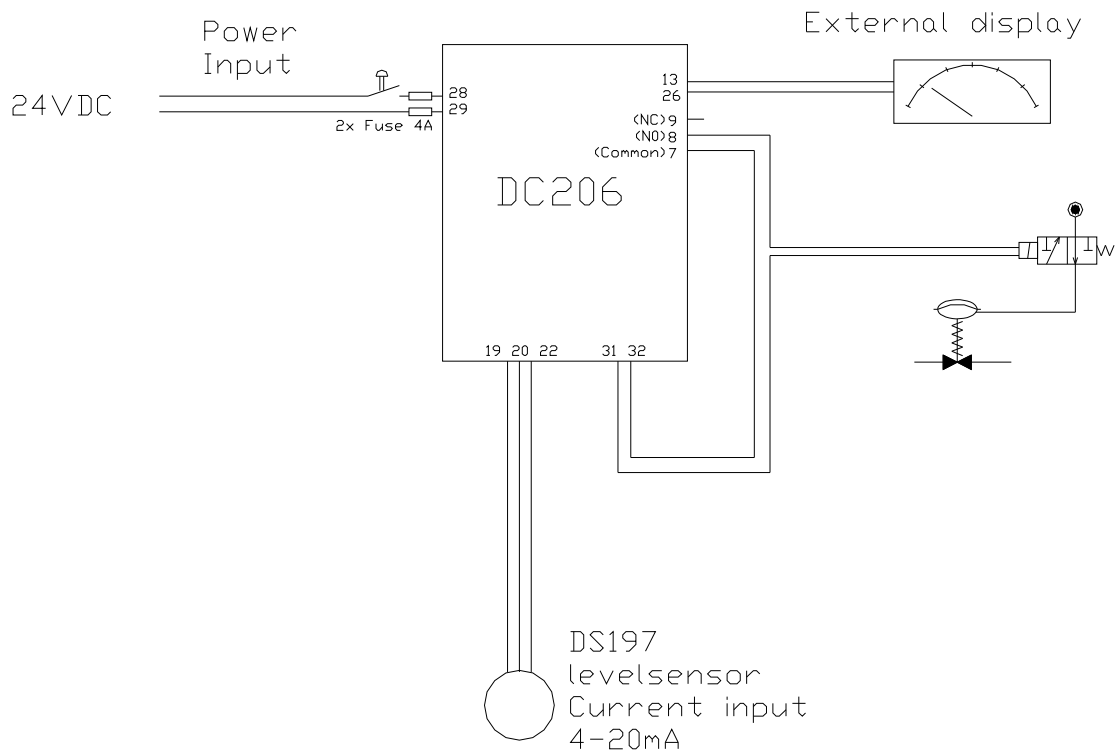 Power
Input
External display
24VDC
28
29
2x Fuse 4A
13
26
(NC)9
(NO)8
(Common)7
DC206
19 20 22
31 32
DS197
levelsensor
Current input
4-20mA